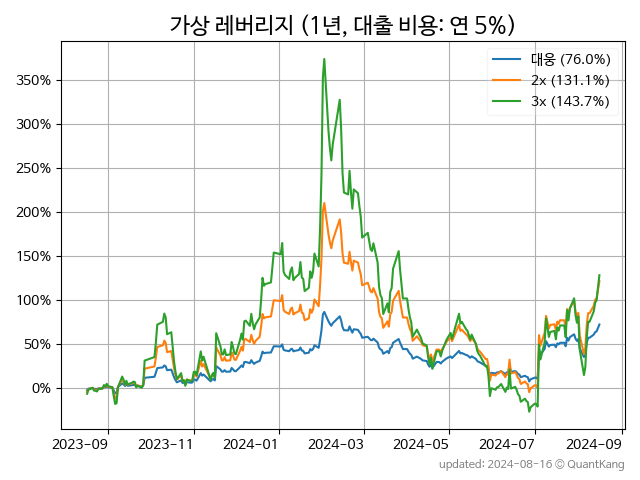 가상 레버리지 (1년, 대출 비용: 연 5%)
대웅 (76.0%)
2x (131.1%)
3x (143.7%)
350%
300%
250%
200%
150%
100%
50%
0%
2023-09 2023-11 2024-01 2024-03 2024-05 2024-07 2024-09
updated: 2024-08-16 © QuantKang